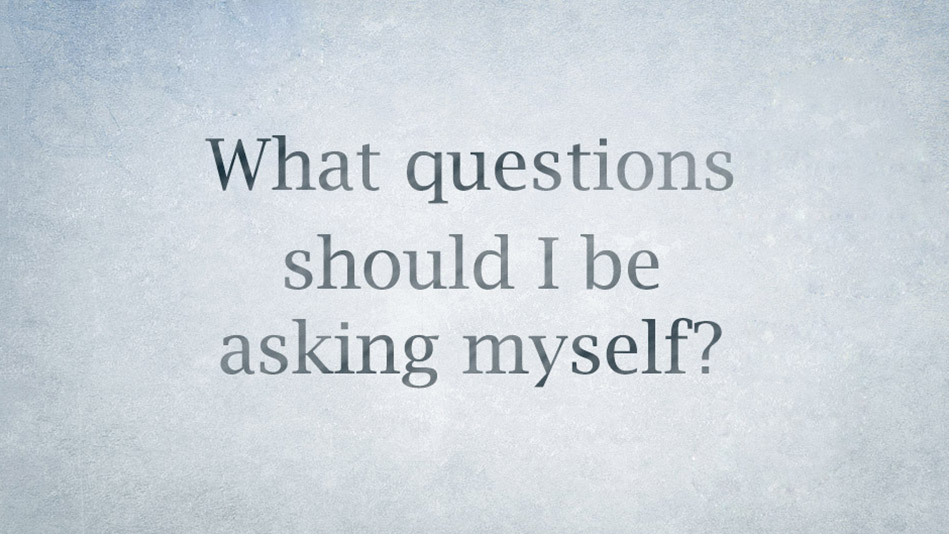 What questions
should I be
asking myself?